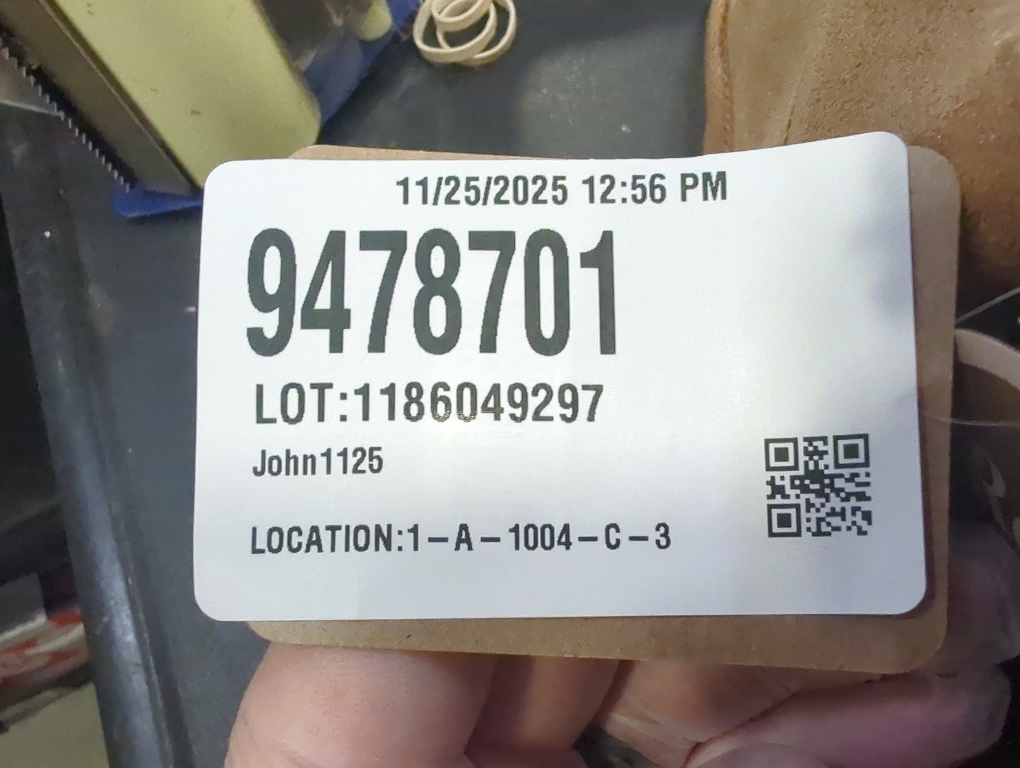 11/25/2025 12:56 PM
9478701
LOT:1186049297
John1125
LOCATION:1-A-1004-C-3